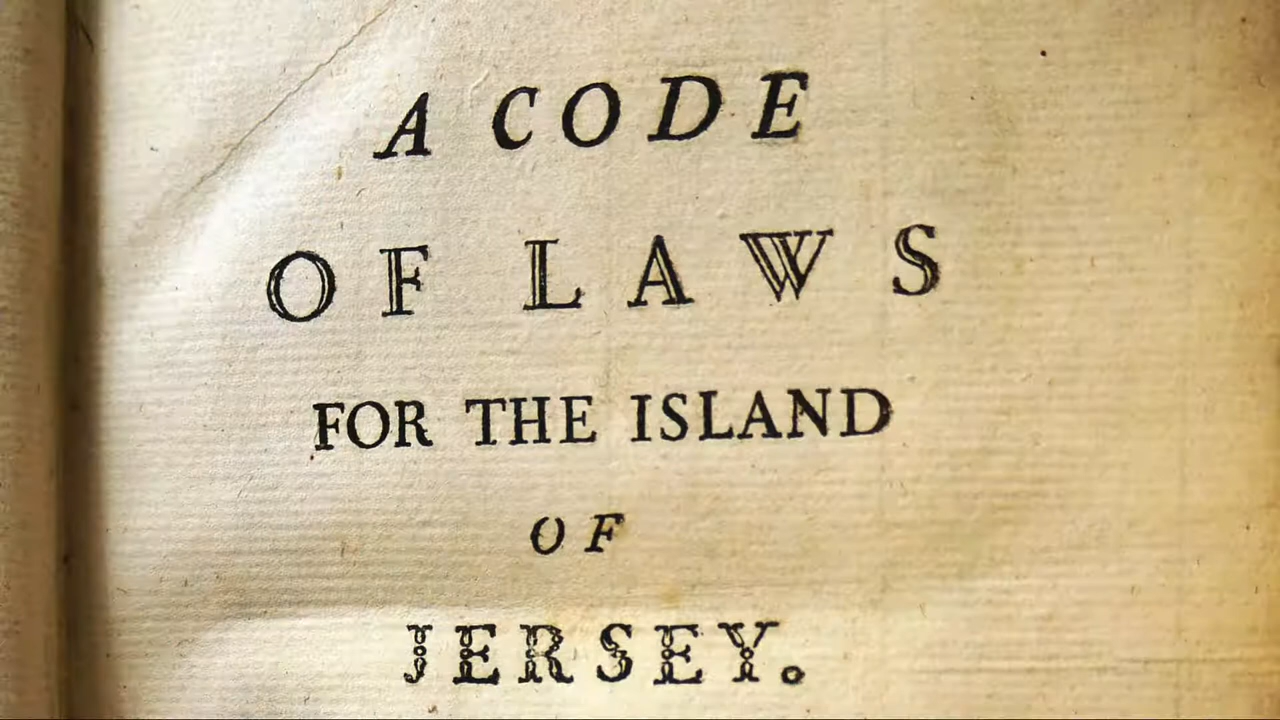 A CODE
OF LAWS
FOR THE ISLAND
OF
JERSEY.